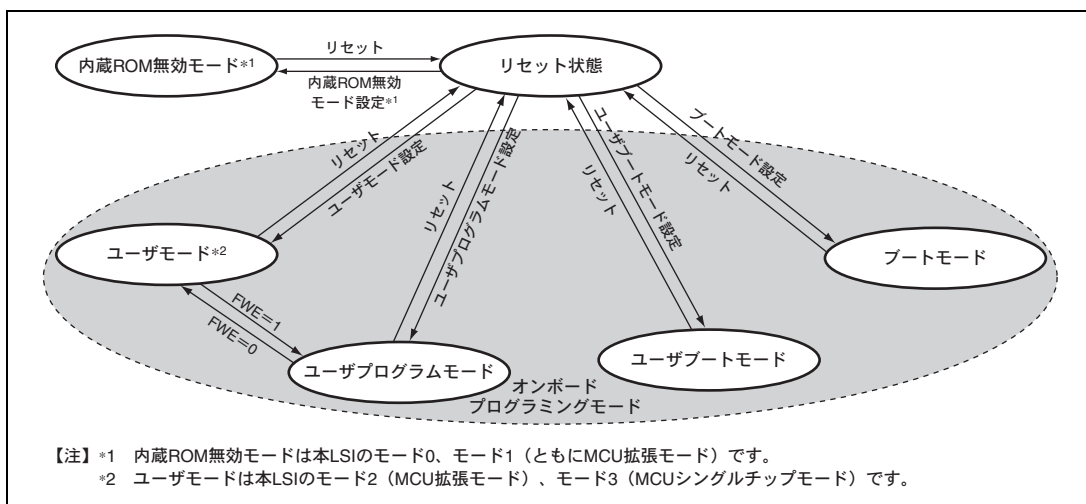 リセット
内蔵ROM無効モード*1
リセット状態
内蔵ROM無効
モード設定*1
リセット
ユーザモード設定
リセット
ユーザプログラムモード設定
ユーザブートモード設定
リセット
ブートモード設定
リセット
ユーザモード*2
ブートモード
FWE=1
FWE=0
ユーザプログラムモード
ユーザブートモード
オンボード
プログラミングモード
【注】*1 内蔵ROM無効モードは本LSIのモード0、モード1（ともにMCU拡張モード）です。
*2 ユーザモードは本LSIのモード2（MCU拡張モード）、モード3（MCUシングルチップモード）です。